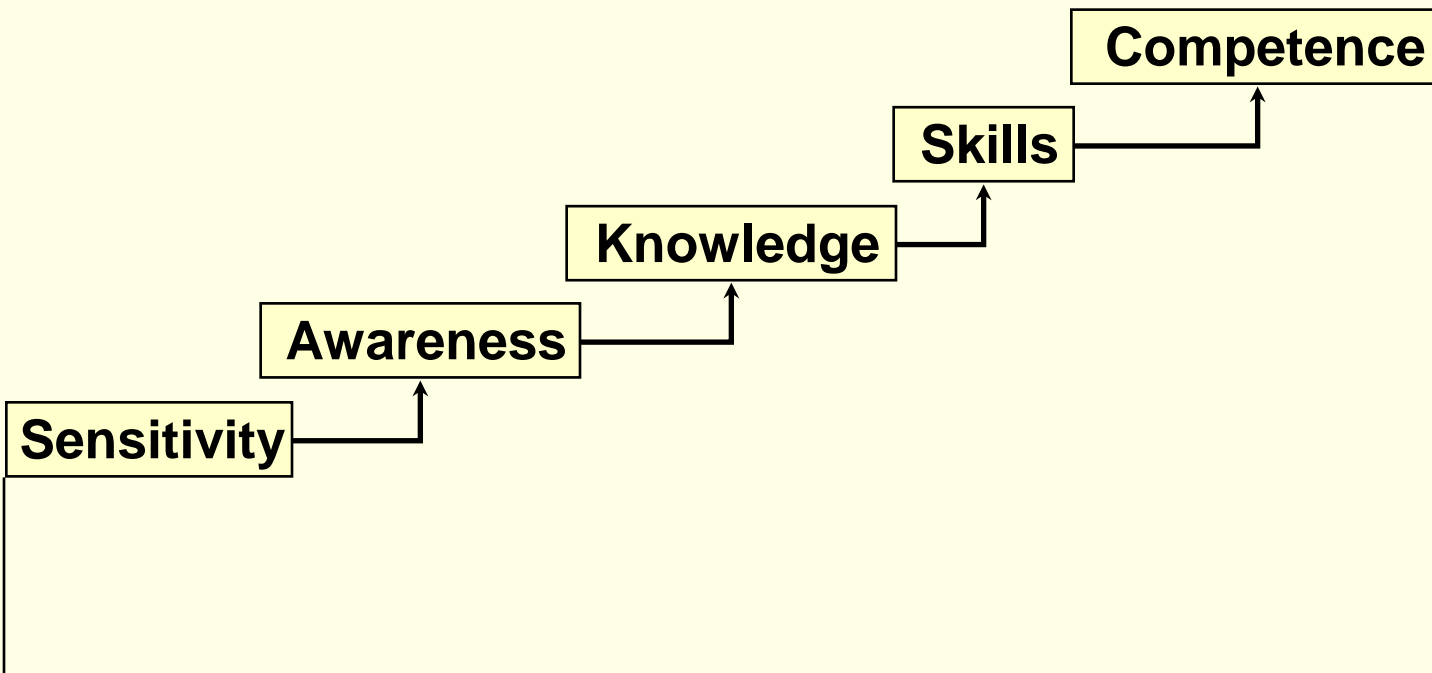 Competence
Skills
Knowledge
Awareness
Sensitivity